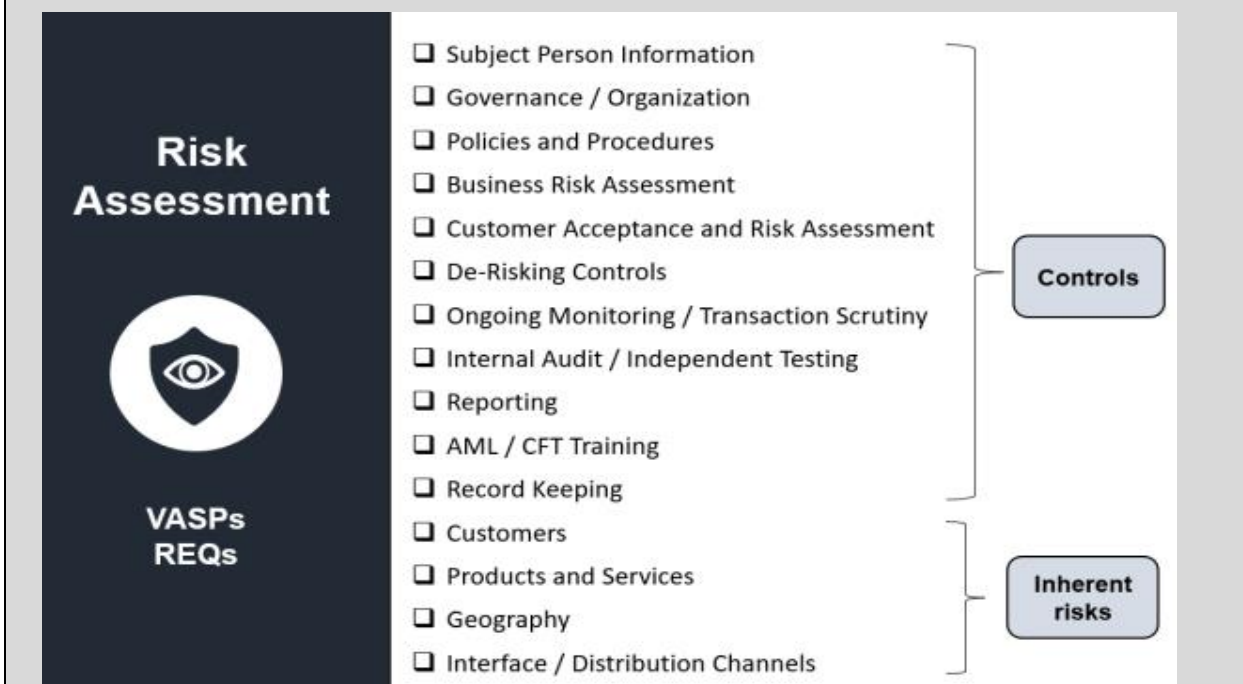 Risk
Assessment
VASPs
REQs
❑ Subject Person Information
❑ Governance / Organization
❑ Policies and Procedures
❑ Business Risk Assessment
❑ Customer Acceptance and Risk Assessment
❑ De-Risking Controls
❑ Ongoing Monitoring / Transaction Scrutiny
❑ Internal Audit / Independent Testing
❑ Reporting
❑ AML / CFT Training
❑ Record Keeping
❑ Customers
❑ Products and Services
❑ Geography
❑ Interface / Distribution Channels
Controls
Inherent
risks